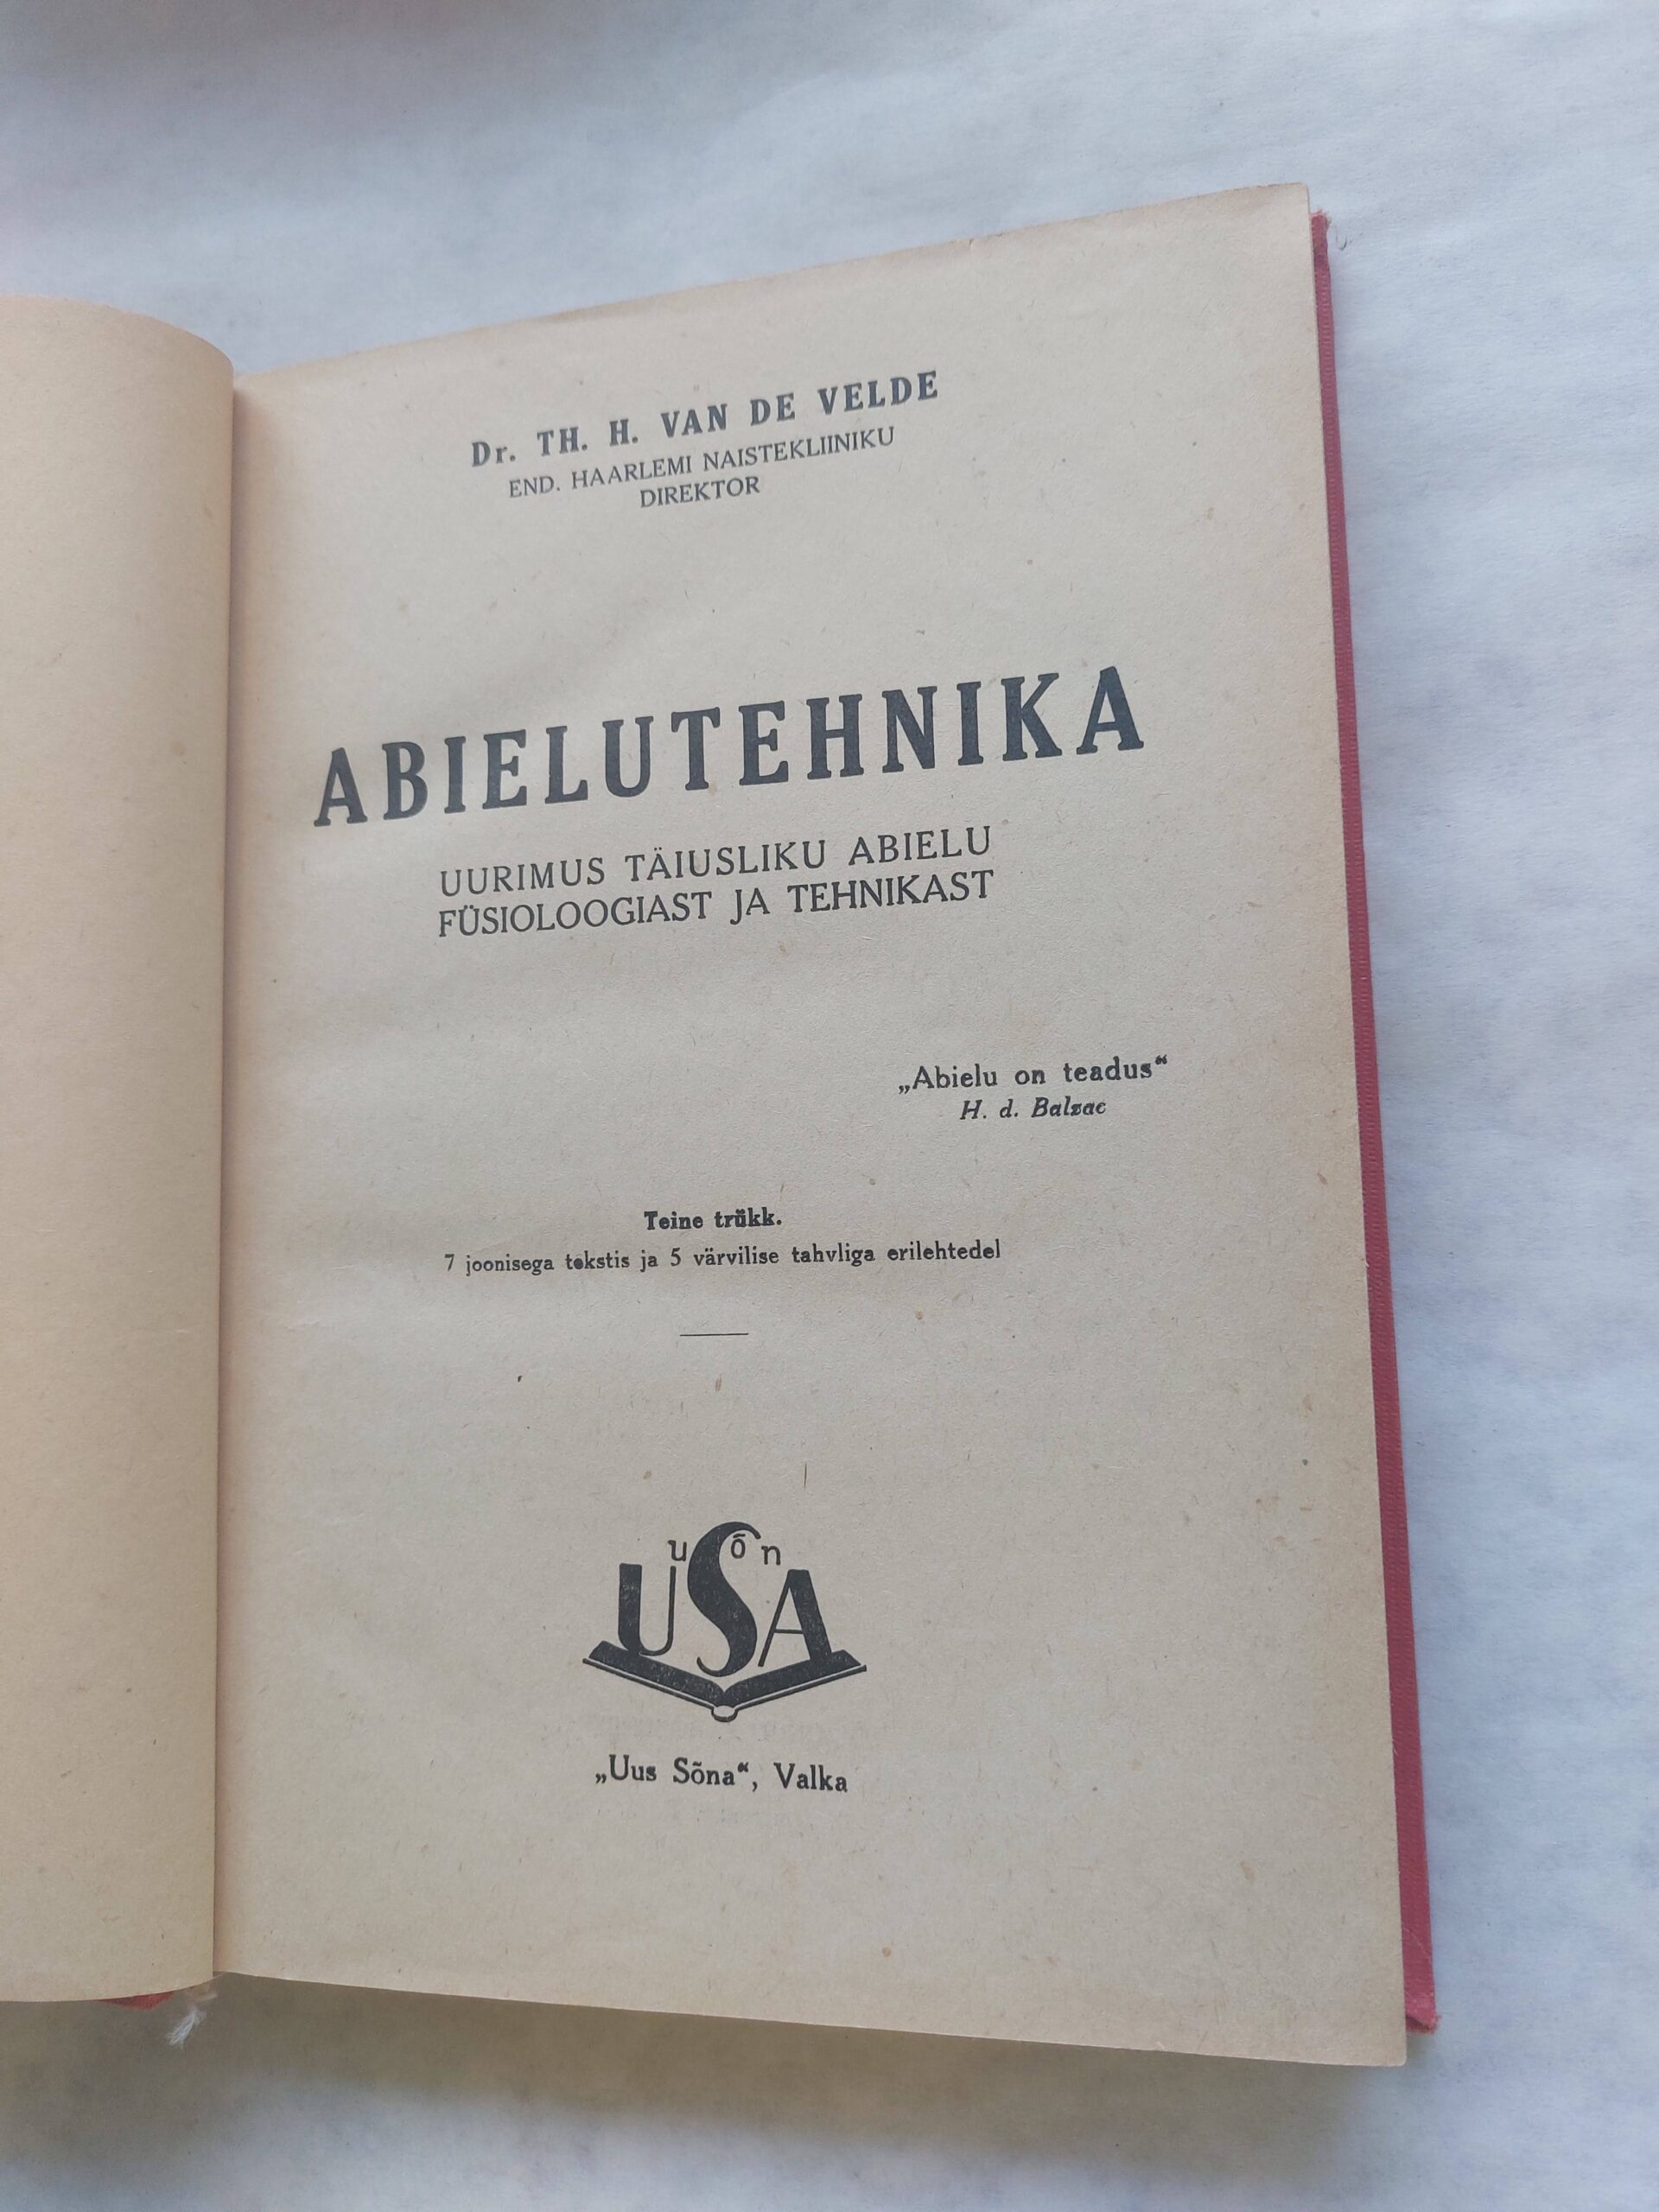 Dr. TH. H. VAN DE VELDE
END. HAARLEMI NAISTEKLIINIKU
DIREKTOR
ABIELUTEHNIKA
UURIMUS TÄIUSLIKU ABIELU
FÜSIOLOOGIAST JA TEHNIKAST
„Abielu on teadus“
H. d. Balzac
Teine trükk.
7 joonisega tekstis ja 5 värvilise tahvliga erilehtedel
u õ n
USA
„Uus Sõna“, Valka